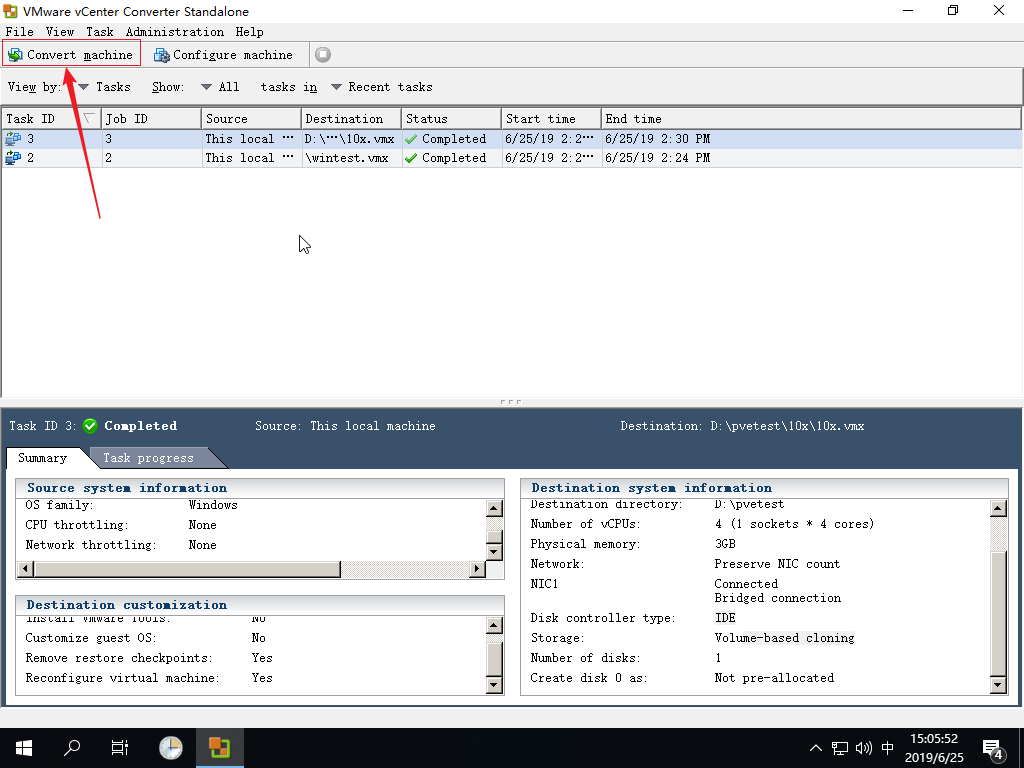 VMware vCenter Converter Standalone
File View Task Administration Help
Convert machine Configure machine
View by: Tasks Show: All tasks in Recent tasks
Task ID Job ID Source Destination Status Start time End time
3 3 This local ··· D:\···\10x.vmx Completed 6/25/19 2:2··· 6/25/19 2:30 PM
2 2 This local ··· \wintest.vmx Completed 6/25/19 2:2··· 6/25/19 2:24 PM
Task ID 3: Completed Source: This local machine Destination: D:\pvetest\10x\10x.vmx
Summary Task progress
Source system information
OS family: Windows
CPU throttling: None
Network throttling: None
Destination customization
Install VMware Tools: No
Customize guest OS: No
Remove restore checkpoints: Yes
Reconfigure virtual machine: Yes
Destination system information
Destination directory: D:\pvetest
Number of vCPUs: 4 (1 sockets * 4 cores)
Physical memory: 3GB
Network: Preserve NIC count
NIC1 Connected
Bridged connection
Disk controller type: IDE
Storage: Volume-based cloning
Number of disks: 1
Create disk 0 as: Not pre-allocated
中
15:05:52
2019/6/25
4